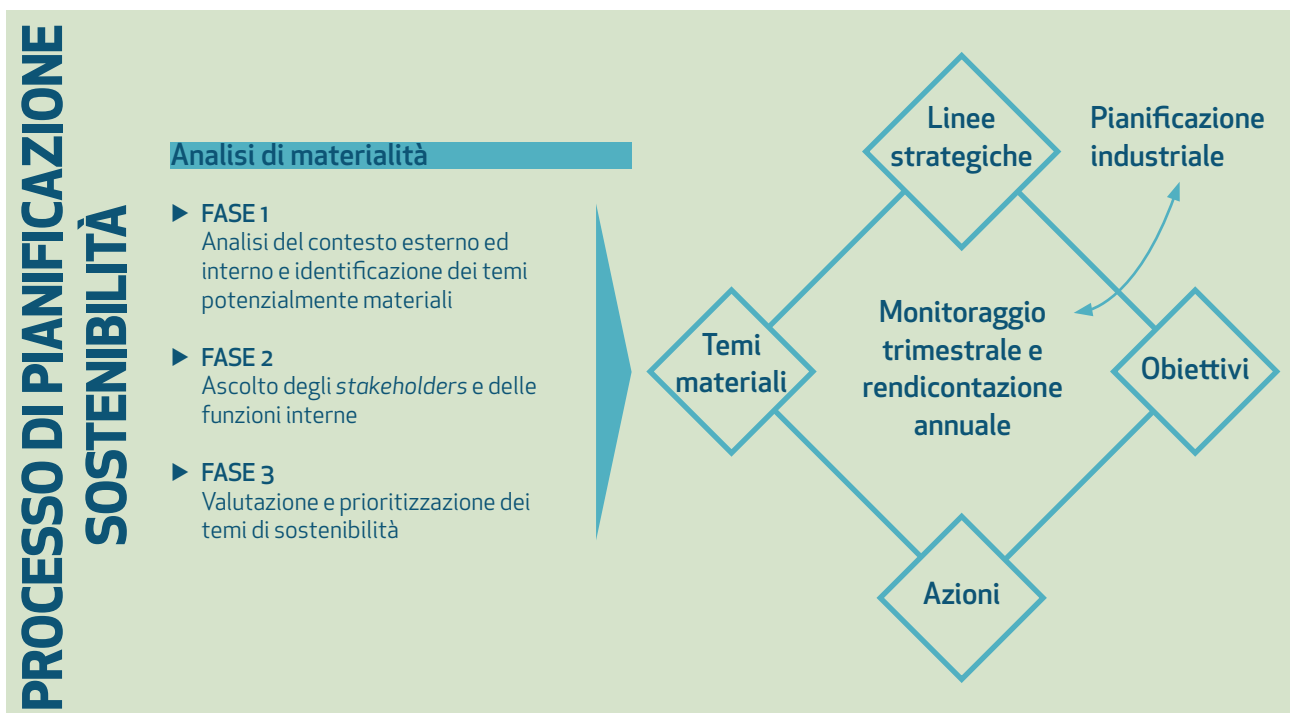 PROCESSO DI PIANIFICAZIONE
SOSTENIBILITÀ
Analisi di materialità
▶ FASE 1
Analisi del contesto esterno ed
interno e identificazione dei temi
potenzialmente materiali
▶ FASE 2
Ascolto degli stakeholders e delle
funzioni interne
▶ FASE 3
Valutazione e prioritizzazione dei
temi di sostenibilità
Linee
strategiche
Pianificazione
industriale
Temi
materiali
Monitoraggio
trimestrale e
rendicontazione
annuale
Obiettivi
Azioni